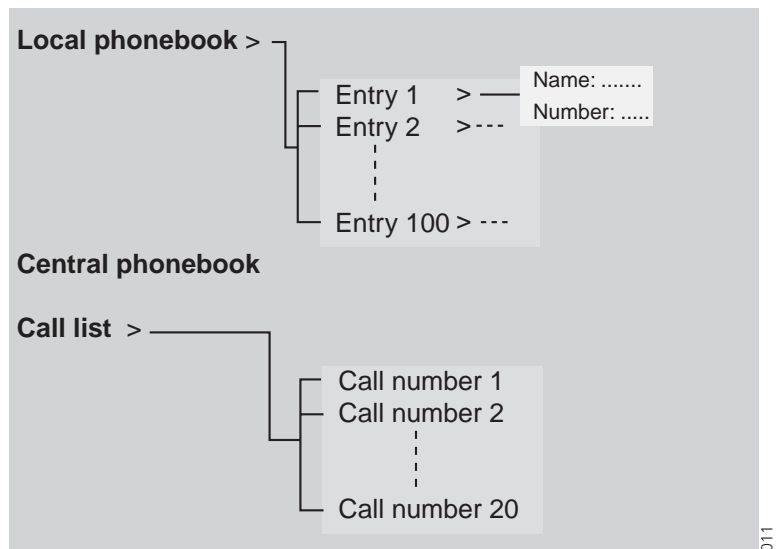 Local phonebook >
Entry 1 >
Name: .......
Number: .....
Entry 2 >---
Entry 100 > ---
Central phonebook
Call list >
Call number 1
Call number 2
Call number 20
011